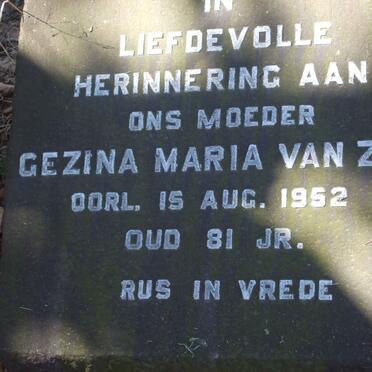 IN
LIEFDEVOLLE
HERINNERING AAN
ONS MOEDER
GEZINA MARIA VAN Z
OORL. 15 AUG. 1952
OUD 81 JR.
RUS IN VREDE